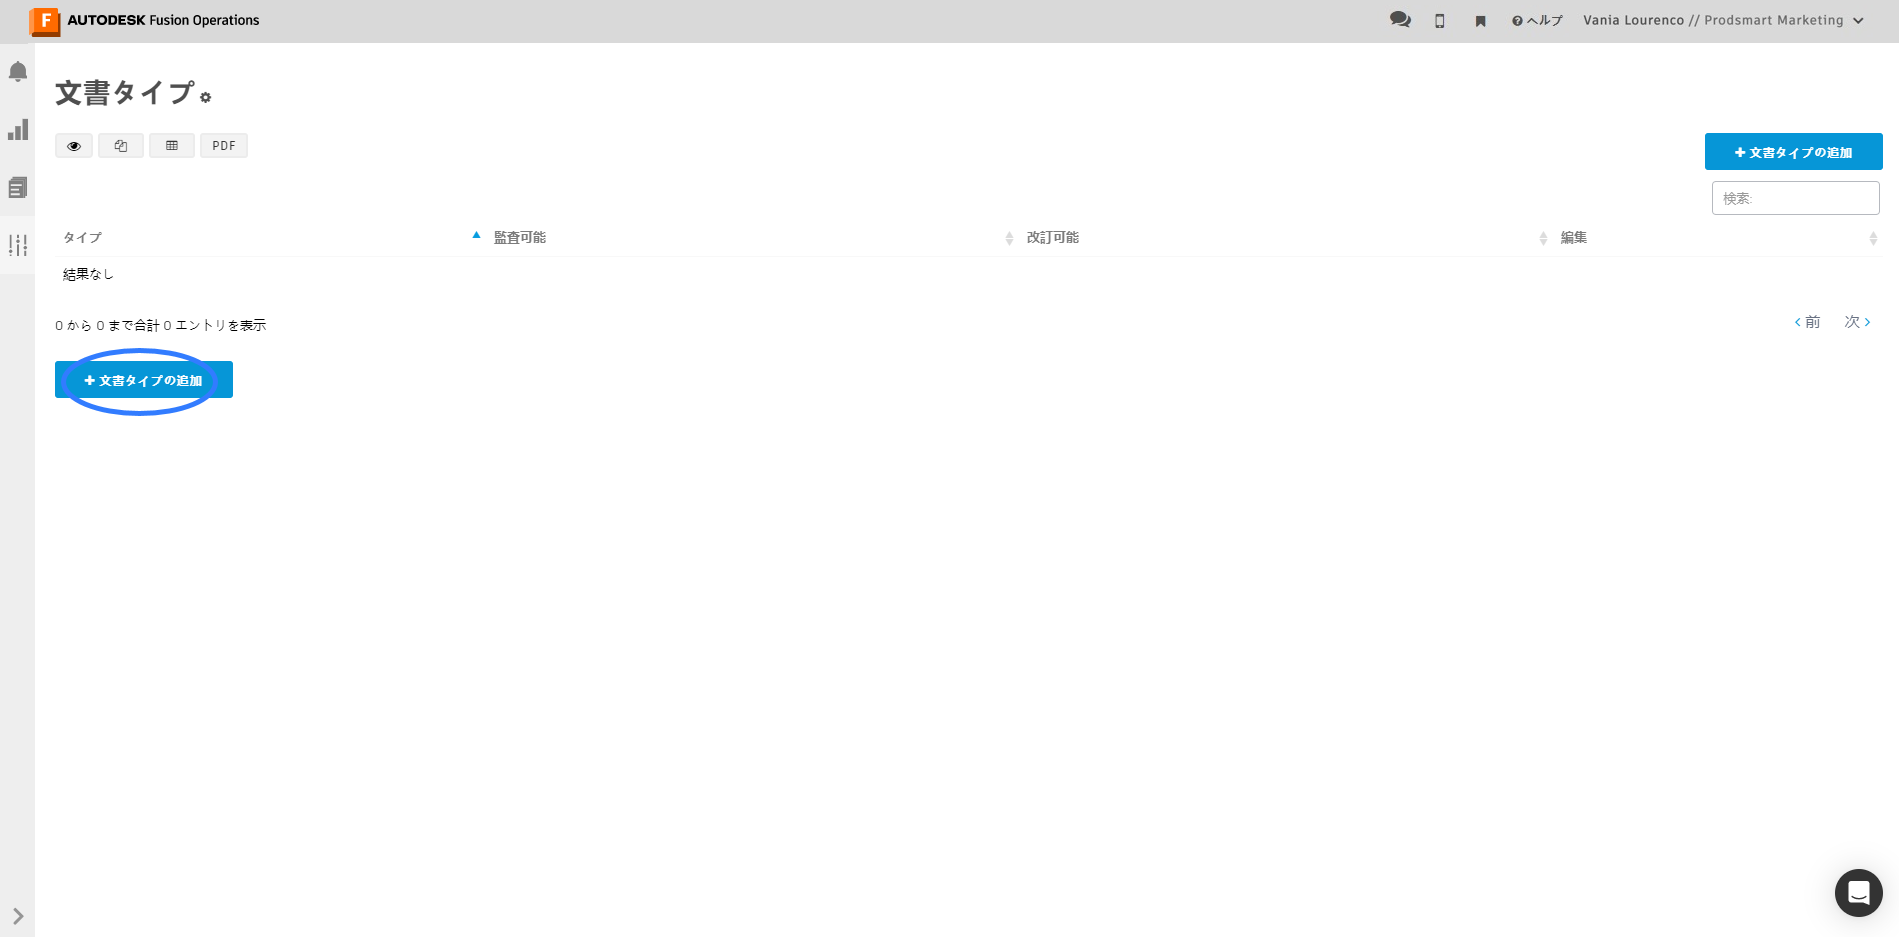 F AUTODESK Fusion Operations
ヘルプ Vania Lourenco // Prodsmart Marketing
文書タイプ
PDF
+ 文書タイプの追加
検索:
タイプ 監査可能 改訂可能 編集
結果なし
0 から 0 まで合計 0 エントリを表示
‹ 前 次 ›
+ 文書タイプの追加